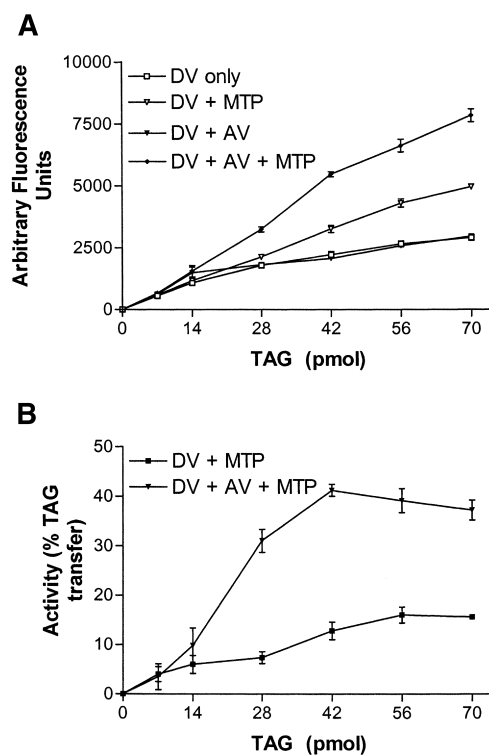 A
Arbitrary Fluorescence
Units
10000
7500
5000
2500
0
DV only
DV + MTP
DV + AV
DV + AV + MTP
0 14 28 42 56 70
TAG (pmol)
B
Activity (% TAG
transfer)
50
40
30
20
10
0
DV + MTP
DV + AV + MTP
0 14 28 42 56 70
TAG (pmol)